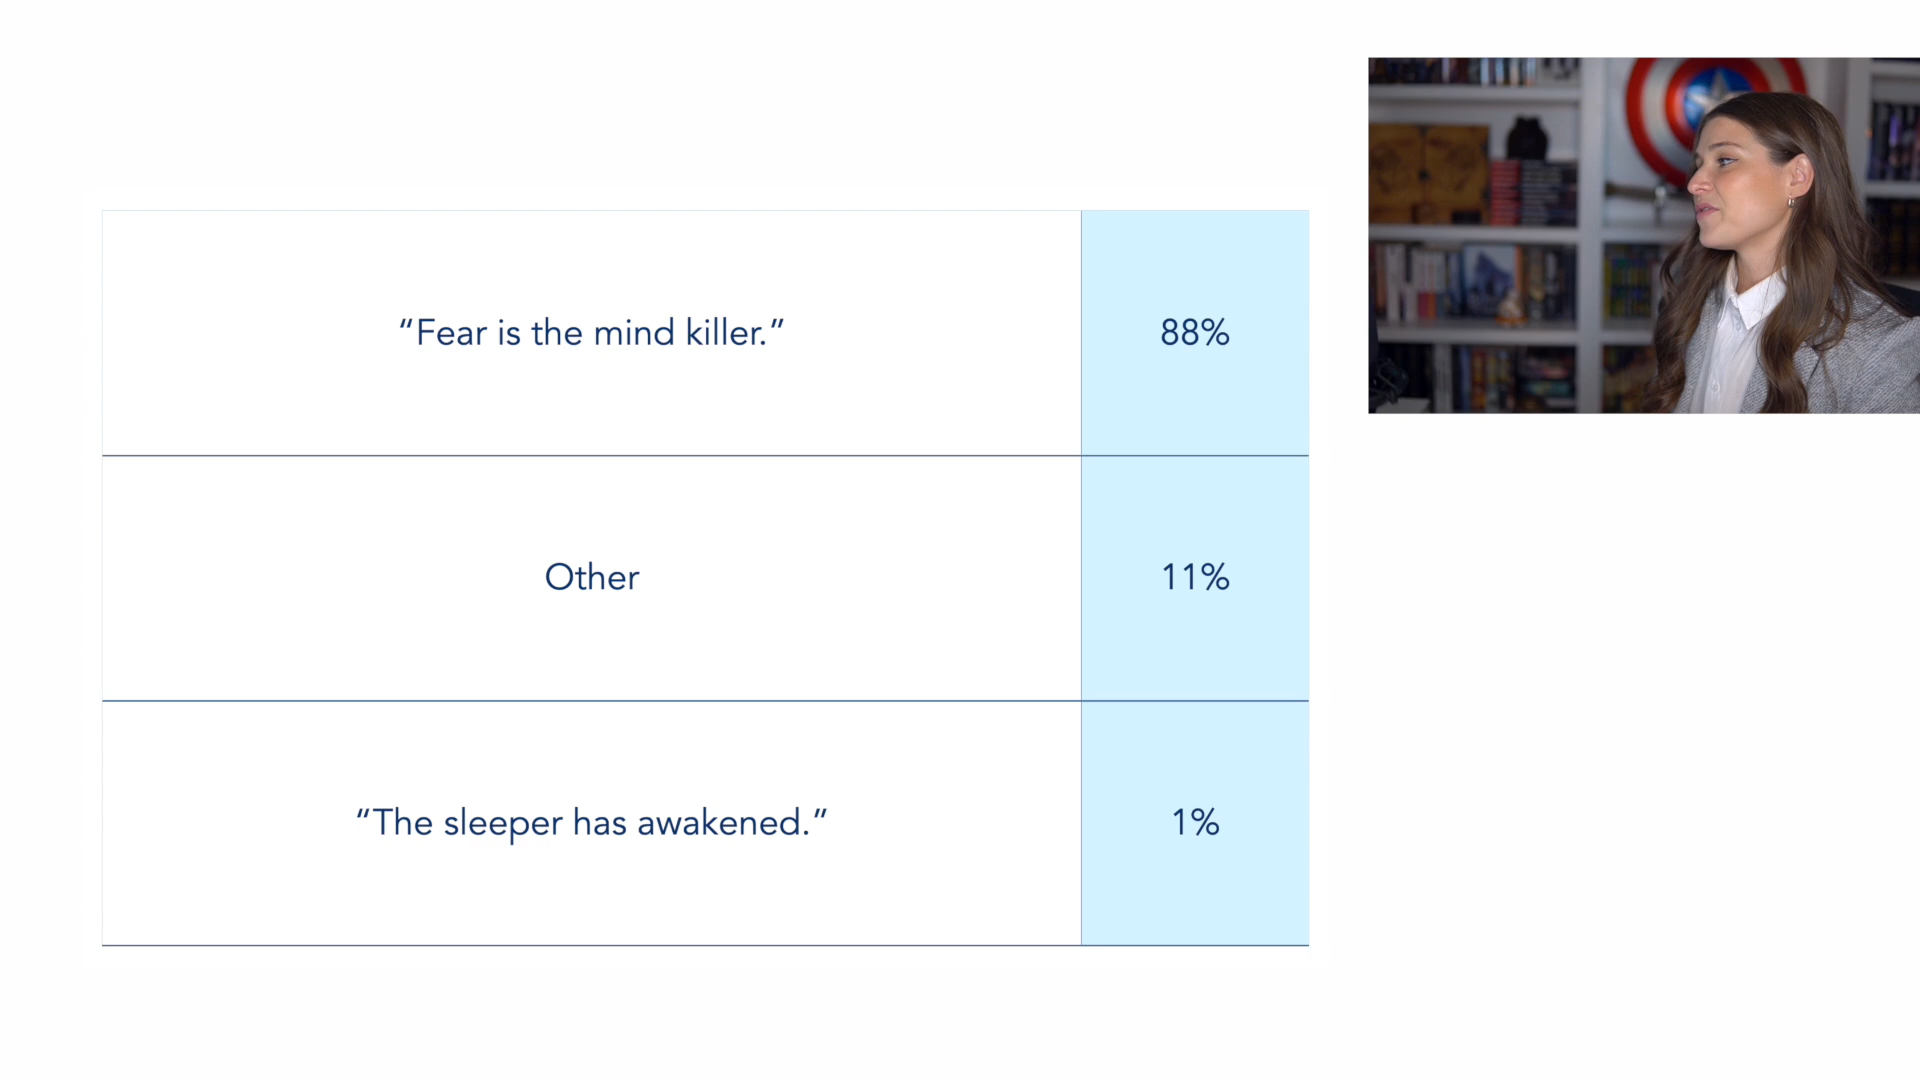 “Fear is the mind killer.” 88%
Other 11%
“The sleeper has awakened.” 1%